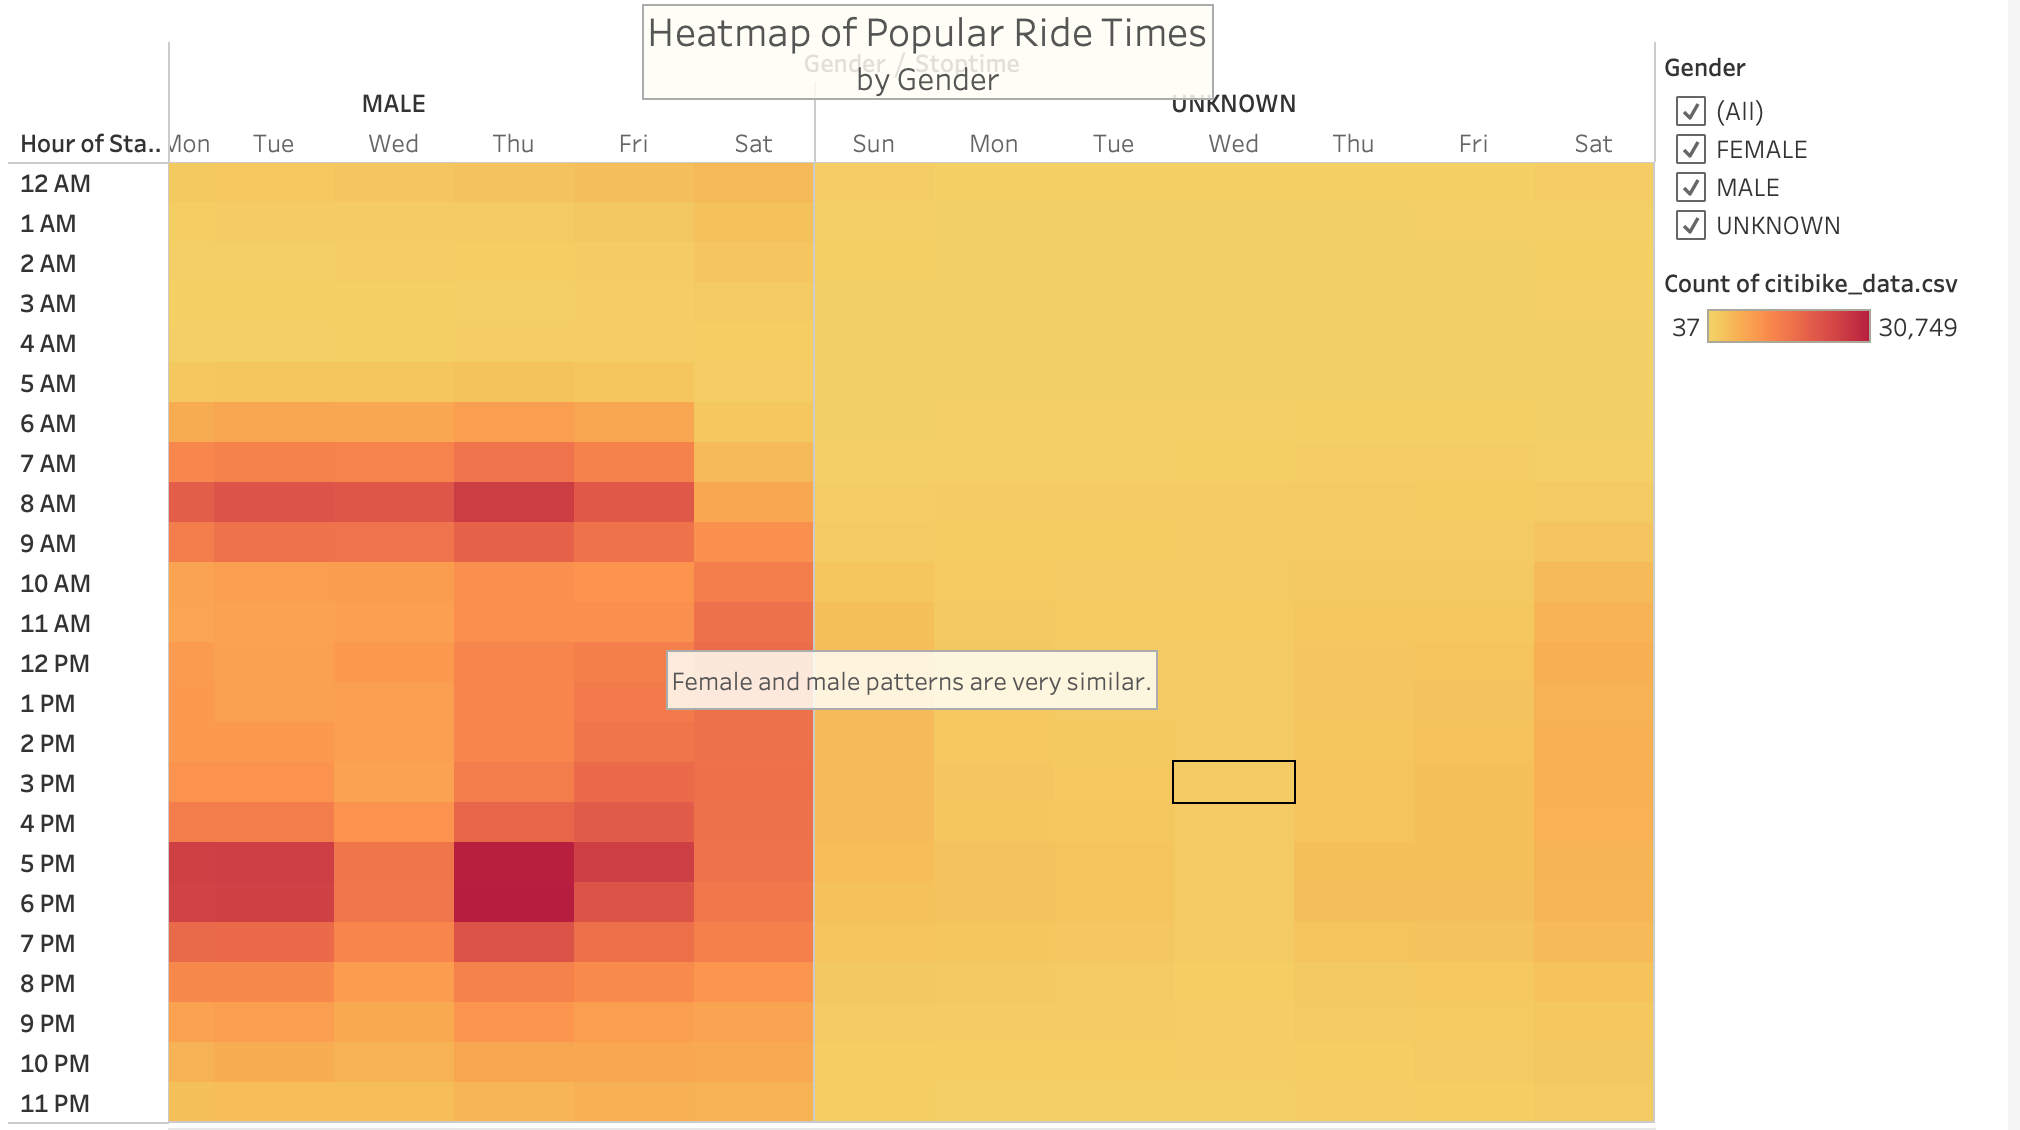 Heatmap of Popular Ride Times
Gender / Stoptime
by Gender
MALE UNKNOWN
Hour of Sta.. Mon Tue Wed Thu Fri Sat Sun Mon Tue Wed Thu Fri Sat
12 AM
1 AM
2 AM
3 AM
4 AM
5 AM
6 AM
7 AM
8 AM
9 AM
10 AM
11 AM
12 PM
Female and male patterns are very similar.
1 PM
2 PM
3 PM
4 PM
5 PM
6 PM
7 PM
8 PM
9 PM
10 PM
11 PM
Gender
(All)
FEMALE
MALE
UNKNOWN
Count of citibike_data.csv
37 30,749